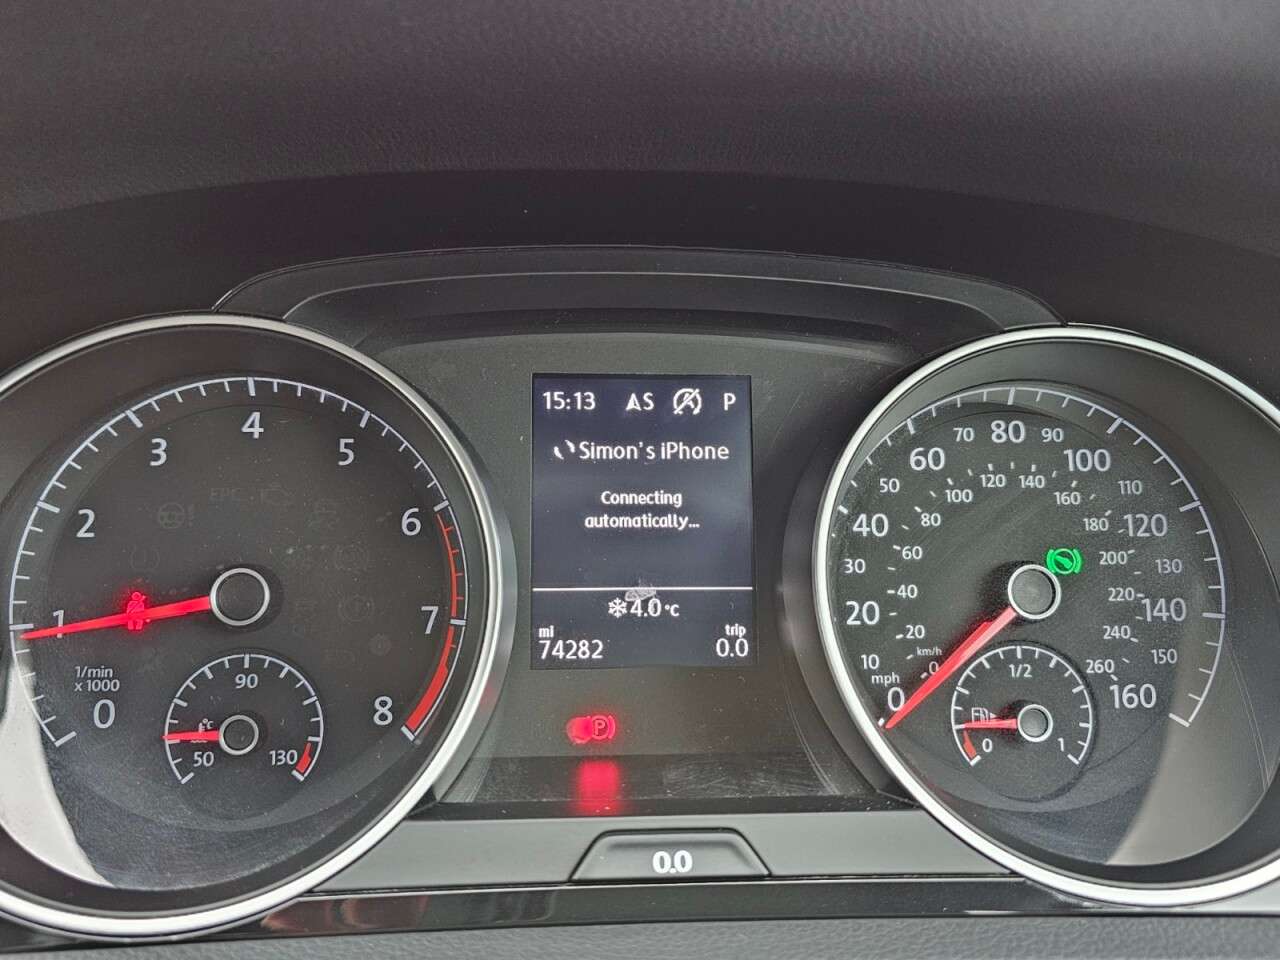 15:13 AS P
Simon's iPhone
Connecting
automatically...
4.0 °C
mi trip
74282 0.0
P
0.0
0 1 2 3 4 5 6 7 8
1/min
x 1000
EPC
°C
50 90 130
0 10 20 30 40 50 60 70 80 90 100 110 120 130 140 150 160
mph
km/h
0 20 40 60 80 100 120 140 160 180 200 220 240 260
0 1/2 1